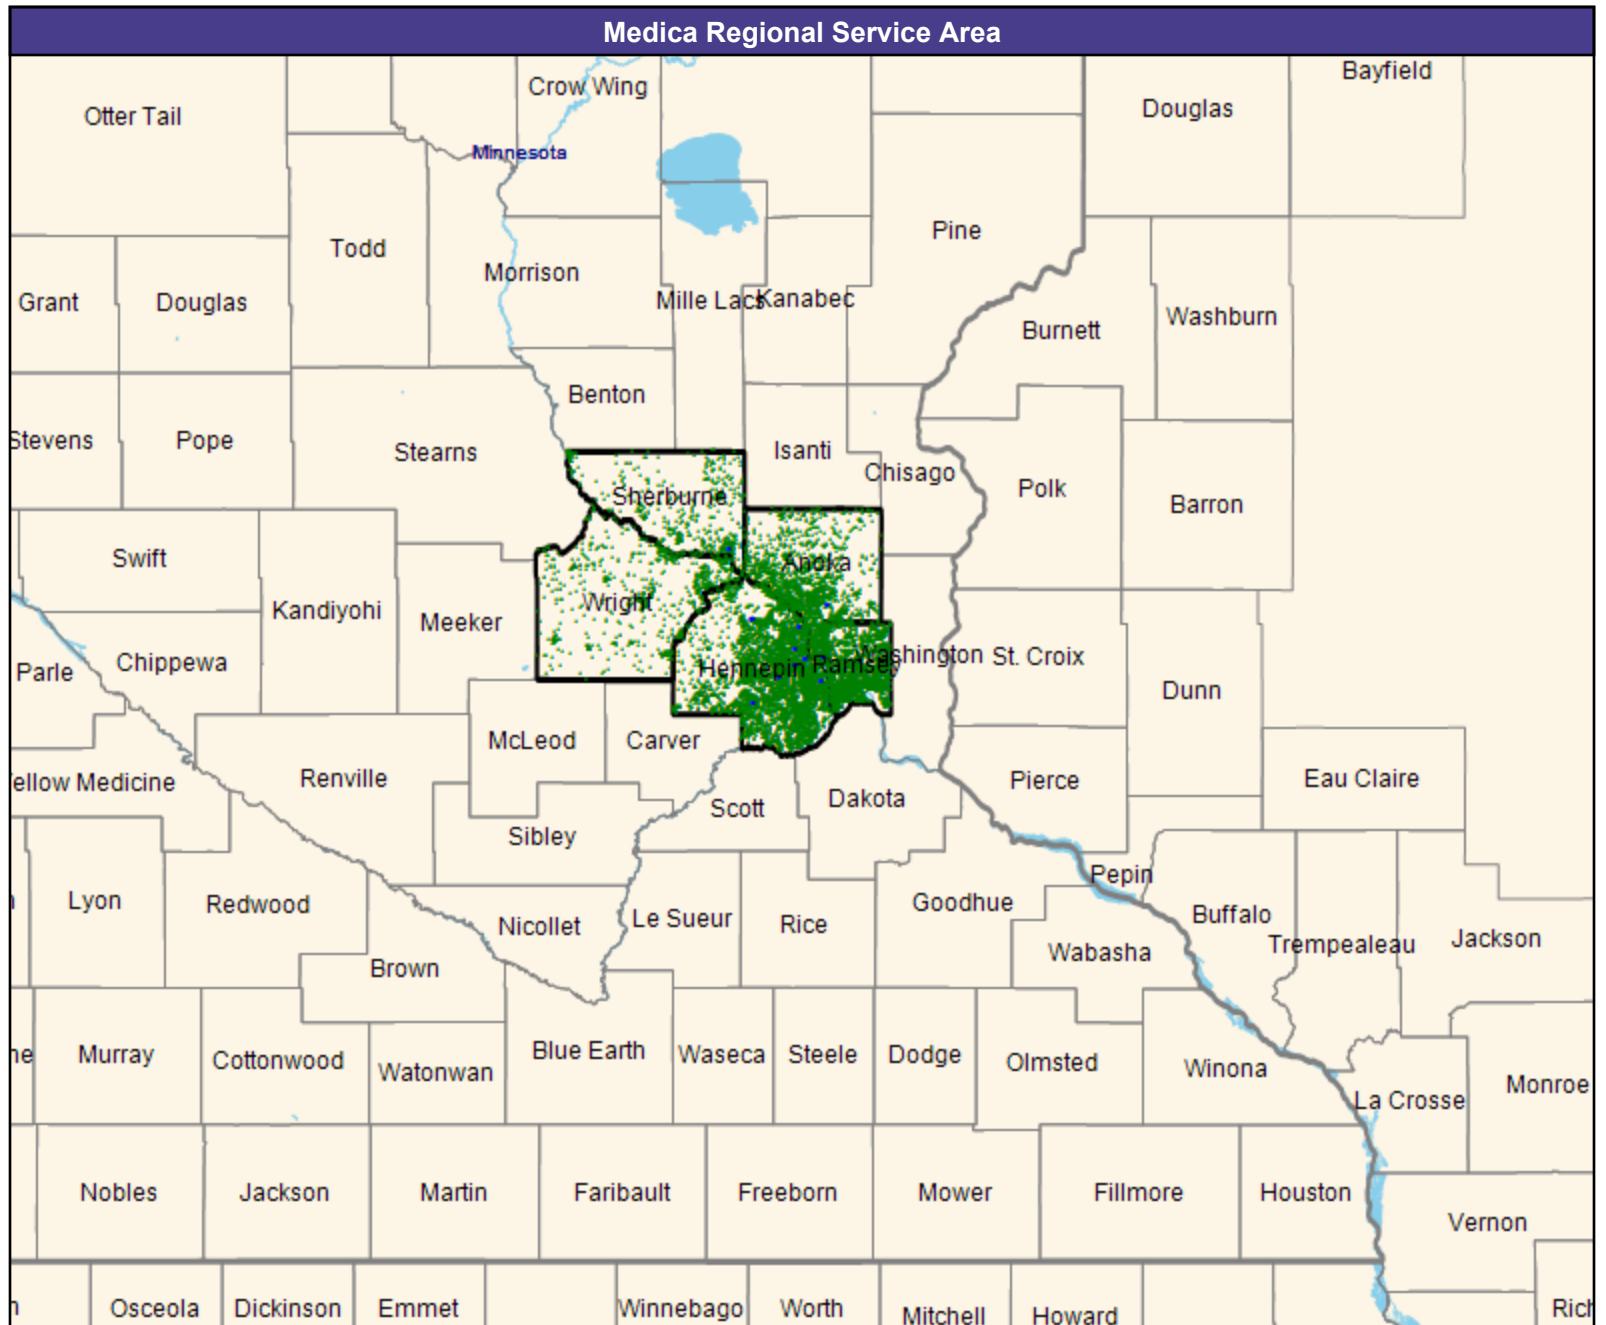 Medica Regional Service Area
Bayfield
Crow Wing
Otter Tail
Douglas
Minnesota
Pine
Todd
Morrison
Grant
Douglas
Mille Lacs
Kanabec
Burnett
Washburn
Benton
Stevens
Pope
Stearns
Isanti
Chisago
Sherburne
Polk
Barron
Swift
Anoka
Wright
Kandiyohi
Meeker
Parle
Chippewa
Hennepin
Ramsey
Washington
St. Croix
Dunn
McLeod
Carver
Renville
ellow Medicine
Pierce
Eau Claire
Scott
Dakota
Sibley
Pepin
Lyon
Redwood
Nicollet
Le Sueur
Rice
Goodhue
Buffalo
Trempealeau
Jackson
Wabasha
Brown
ne
Murray
Cottonwood
Watonwan
Blue Earth
Waseca
Steele
Dodge
Olmsted
Winona
La Crosse
Monroe
Nobles
Jackson
Martin
Faribault
Freeborn
Mower
Fillmore
Houston
Vernon
n
Osceola
Dickinson
Emmet
Winnebago
Worth
Mitchell
Howard
Rich